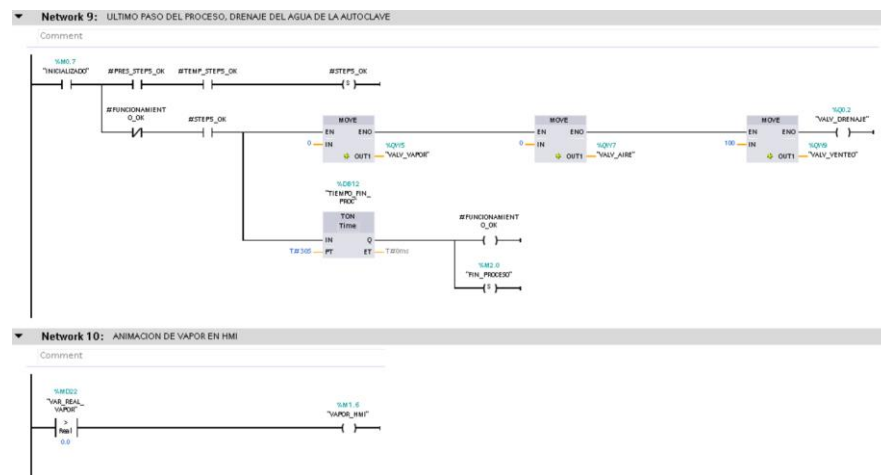 Network 9: ULTIMO PASO DEL PROCESO, DRENAJE DEL AGUA DE LA AUTOCLAVE
Comment
%M0.7
"INICIALIZADO"
#PRES_STEPS_OK
#TEMP_STEPS_OK
#STEPS_OK
S
#FUNCIONAMIENT
O_OK
#STEPS_OK
MOVE
EN ENO
0 IN
OUT1
%QW5
"VALV_VAPOR"
MOVE
EN ENO
0 IN
OUT1
%QW7
"VALV_AIRE"
MOVE
EN ENO
100 IN
OUT1
%QW9
"VALV_VENTEO"
%Q0.2
"VALV_DRENAJE"
%DB12
"TIEMPO_FIN_
PROC"
TON
Time
IN Q
T#30S PT ET T#0ms
#FUNCIONAMIENT
O_OK
%M2.0
"FIN_PROCESO"
S
Network 10: ANIMACION DE VAPOR EN HMI
Comment
%MD22
"VAR_REAL_
VAPOR"
>
Real
0.0
%M1.6
"VAPOR_HMI"